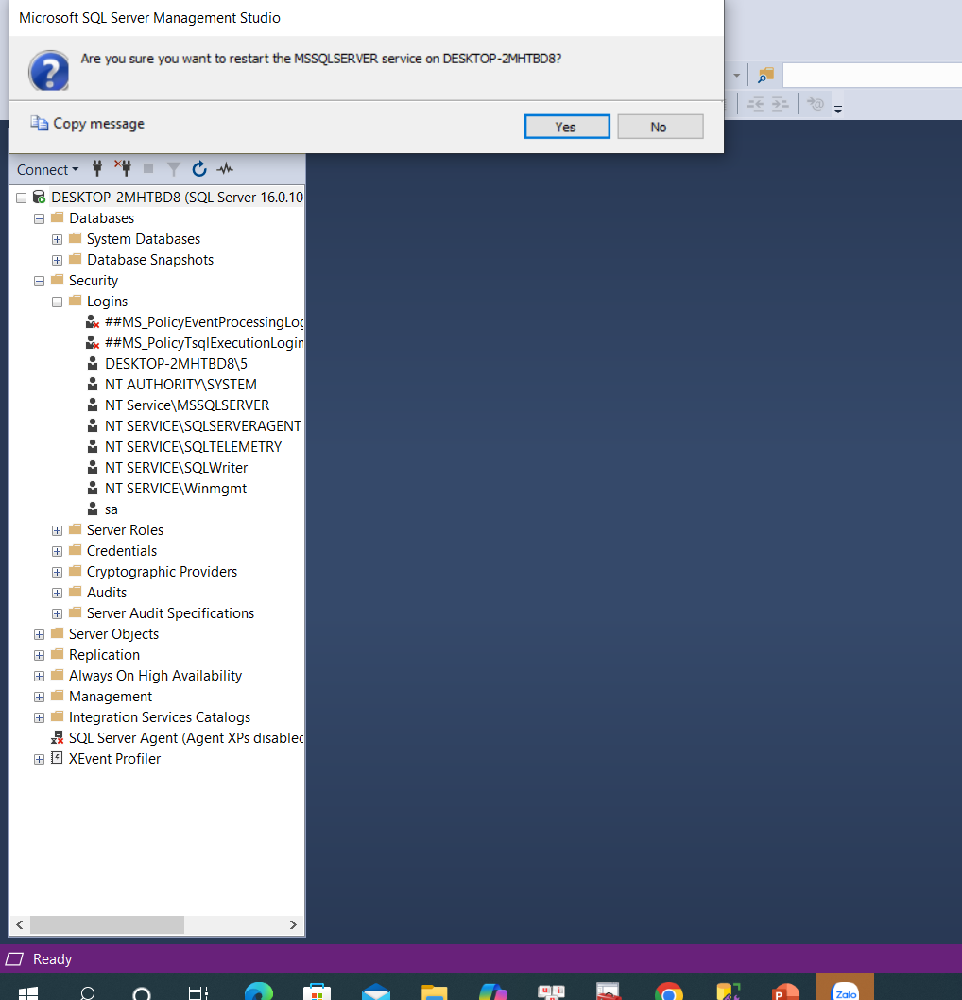 Microsoft SQL Server Management Studio
Are you sure you want to restart the MSSQLSERVER service on DESKTOP-2MHTBD8?
Copy message
Yes
No
Connect
DESKTOP-2MHTBD8 (SQL Server 16.0.10
Databases
System Databases
Database Snapshots
Security
Logins
##MS_PolicyEventProcessingLog
##MS_PolicyTsqlExecutionLogin
DESKTOP-2MHTBD8\5
NT AUTHORITY\SYSTEM
NT Service\MSSQLSERVER
NT SERVICE\SQLSERVERAGENT
NT SERVICE\SQLTELEMETRY
NT SERVICE\SQLWriter
NT SERVICE\Winmgmt
sa
Server Roles
Credentials
Cryptographic Providers
Audits
Server Audit Specifications
Server Objects
Replication
Always On High Availability
Management
Integration Services Catalogs
SQL Server Agent (Agent XPs disabled
XEvent Profiler
Ready
Zalo